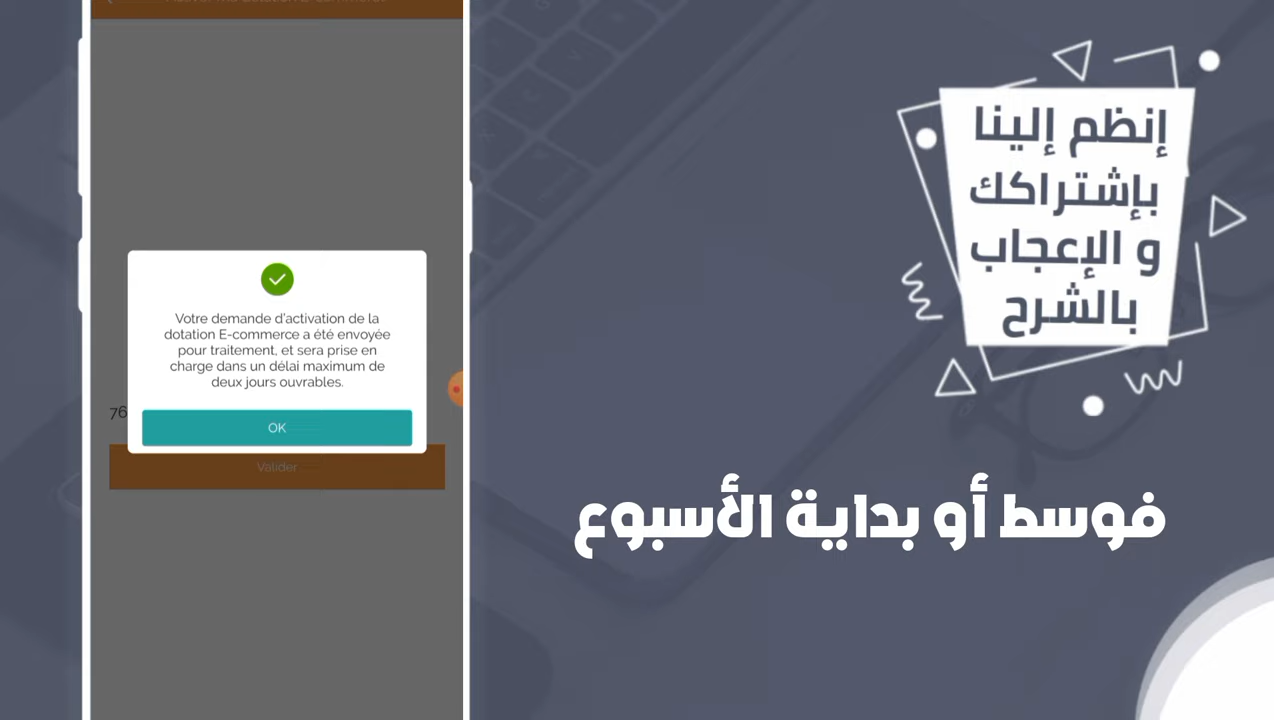 Votre demande d'activation de la
dotation E-commerce a été envoyée
pour traitement, et sera prise en
charge dans un délai maximum de
deux jours ouvrables.
76
OK
Valider
إنظم إلينا
بإشتراكك
و الإعجاب
بالشرح
فوسط أو بداية الأسبوع